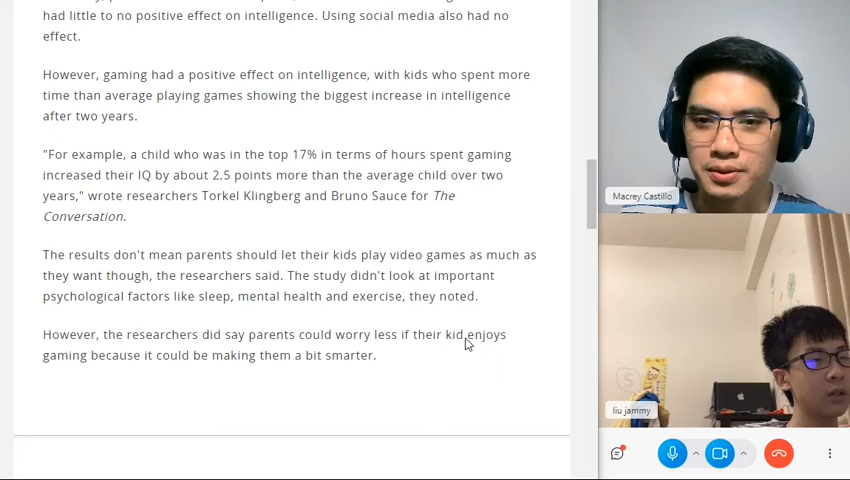 had little to no positive effect on intelligence. Using social media also had no
effect.
However, gaming had a positive effect on intelligence, with kids who spent more
time than average playing games showing the biggest increase in intelligence
after two years.
"For example, a child who was in the top 17% in terms of hours spent gaming
increased their IQ by about 2.5 points more than the average child over two
years," wrote researchers Torkel Klingberg and Bruno Sauce for The
Conversation.
The results don't mean parents should let their kids play video games as much as
they want though, the researchers said. The study didn't look at important
psychological factors like sleep, mental health and exercise, they noted.
However, the researchers did say parents could worry less if their kid enjoys
gaming because it could be making them a bit smarter.
Macrey Castillo
liu jammy